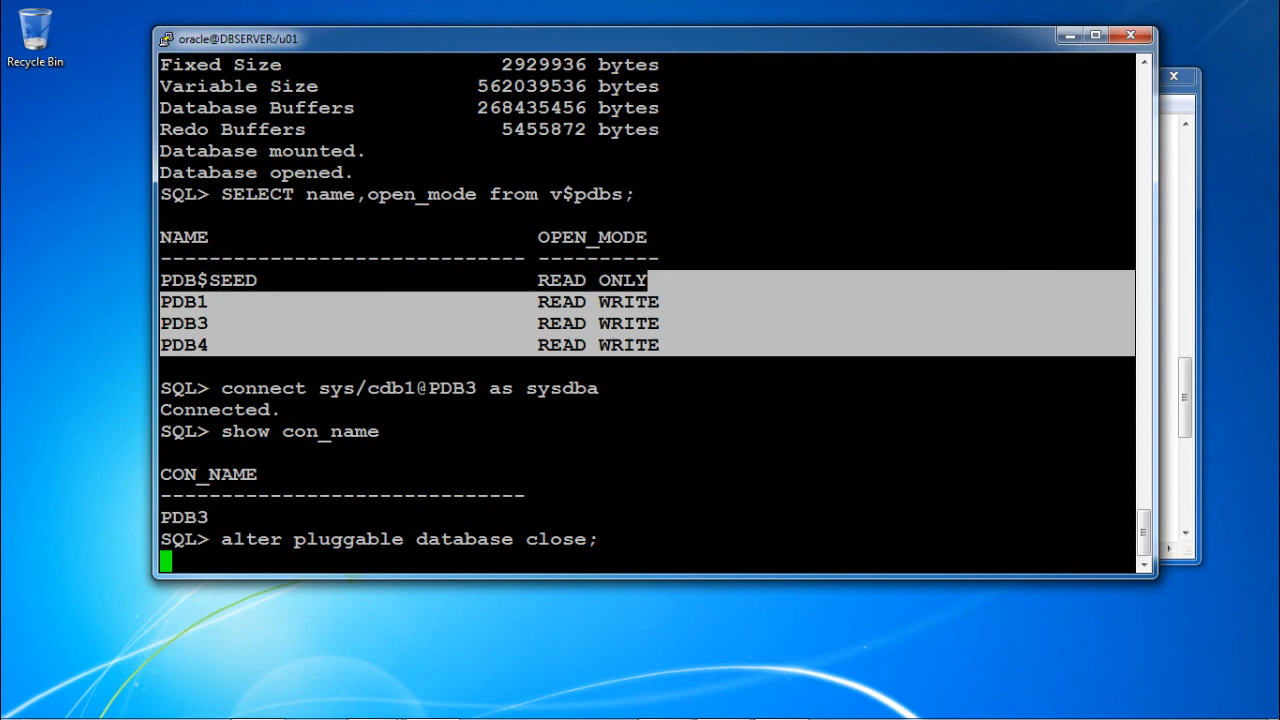 Recycle Bin
oracle@DBSERVER:/u01
Fixed Size 2929936 bytes
Variable Size 562039536 bytes
Database Buffers 268435456 bytes
Redo Buffers 5455872 bytes
Database mounted.
Database opened.
SQL> SELECT name,open_mode from v$pdbs;
NAME OPEN_MODE
------------------------------ ----------
PDB$SEED READ ONLY
PDB1 READ WRITE
PDB3 READ WRITE
PDB4 READ WRITE
SQL> connect sys/cdb1@PDB3 as sysdba
Connected.
SQL> show con_name
CON_NAME
------------------------------
PDB3
SQL> alter pluggable database close;